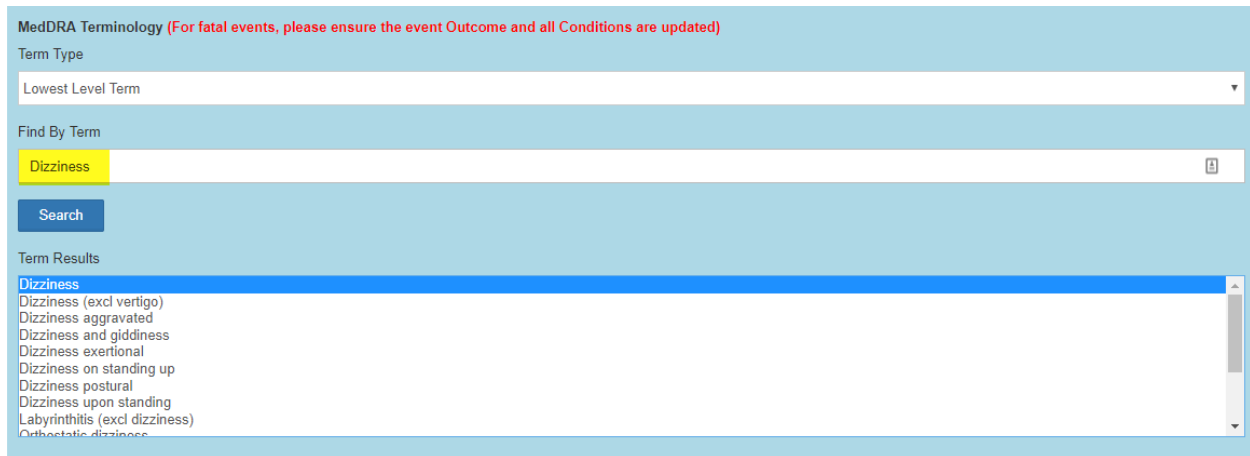 MedDRA Terminology (For fatal events, please ensure the event Outcome and all Conditions are updated)
Term Type
Lowest Level Term
Find By Term
Dizziness
Search
Term Results
Dizziness
Dizziness (excl vertigo)
Dizziness aggravated
Dizziness and giddiness
Dizziness exertional
Dizziness on standing up
Dizziness postural
Dizziness upon standing
Labyrinthitis (excl dizziness)
Orthostatic dizziness